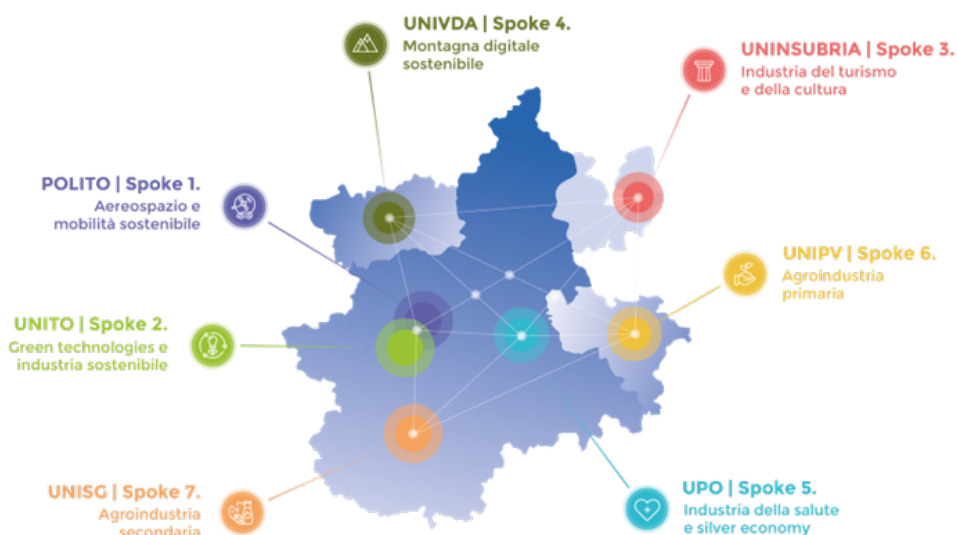 UNIVDA | Spoke 4.
Montagna digitale
sostenibile
UNINSUBRIA | Spoke 3.
Industria del turismo
e della cultura
POLITO | Spoke 1.
Aereospazio e
mobilità sostenibile
UNIPV | Spoke 6.
Agroindustria
primaria
UNITO | Spoke 2.
Green technologies e
industria sostenibile
UNISG | Spoke 7.
Agroindustria
secondaria
UPO | Spoke 5.
Industria della salute
e silver economy